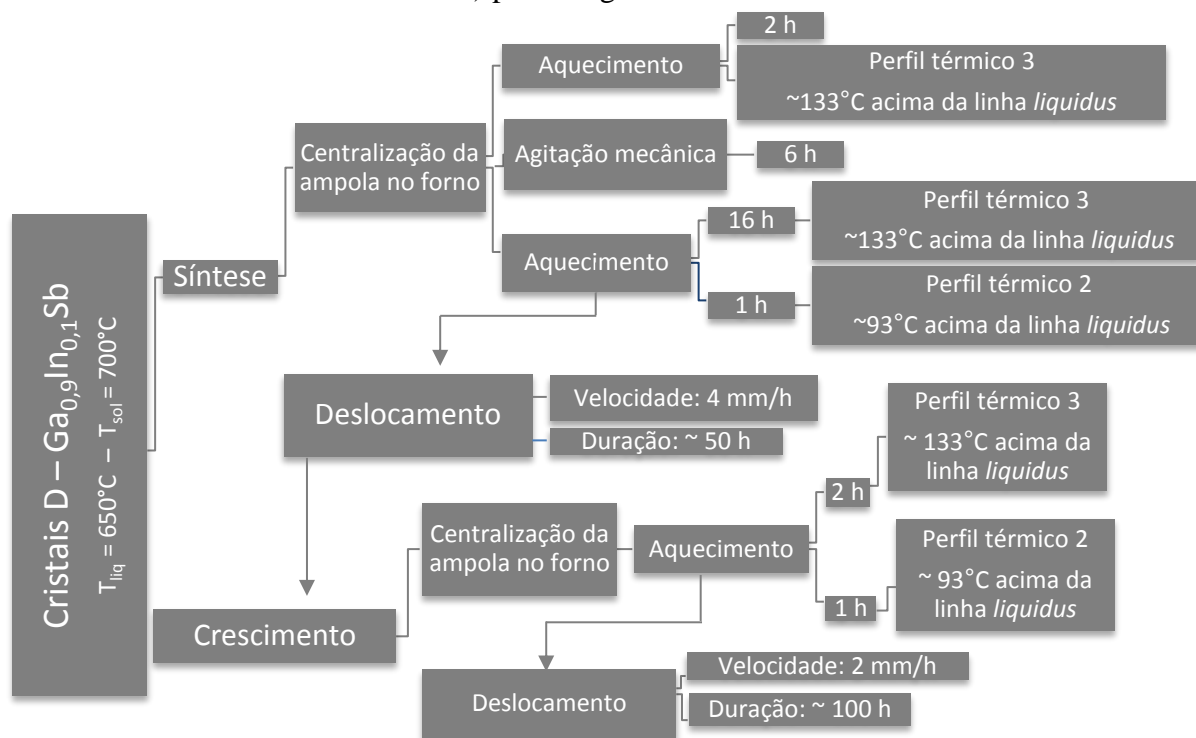 2 h
Aquecimento
Perfil térmico 3
~133°C acima da linha liquidus
Centralização da
ampola no forno
Agitação mecânica
6 h
Aquecimento
16 h
Perfil térmico 3
~133°C acima da linha liquidus
1 h
Perfil térmico 2
~93°C acima da linha liquidus
Síntese
Cristais D – Ga0,9In0,1Sb
Tliq = 650°C – Tsol = 700°C
Deslocamento
Velocidade: 4 mm/h
Duração: ~ 50 h
Crescimento
Centralização da
ampola no forno
Aquecimento
2 h
Perfil térmico 3
~ 133°C acima da
linha liquidus
1 h
Perfil térmico 2
~ 93°C acima da
linha liquidus
Deslocamento
Velocidade: 2 mm/h
Duração: ~ 100 h